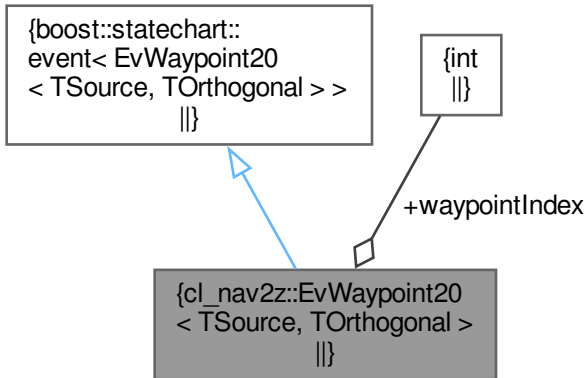 {boost::statechart::
event< EvWaypoint20
< TSource, TOrthogonal > >
||}
{int
||}
+waypointIndex
{cl_nav2z::EvWaypoint20
< TSource, TOrthogonal >
||}